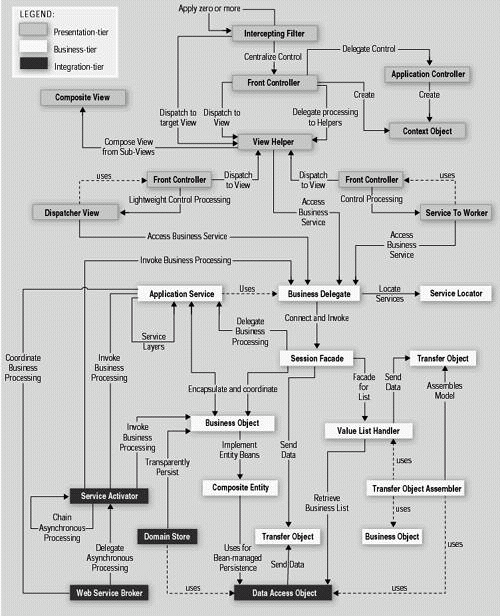 LEGEND:
Presentation-tier
Business-tier
Integration-tier
Apply zero or more
Intercepting Filter
Centralize Control
Delegate Control
Front Controller
Application Controller
Composite View
Dispatch to
target View
Dispatch to
View
Delegate processing
to Helpers
Create
Create
Context Object
Compose View
from Sub-Views
View Helper
uses
Front Controller
Dispatch
to View
Dispatch
to View
Front Controller
uses
Lightweight Control Processing
Control Processing
Dispatcher View
Access
Business
Service
Service To Worker
Access Business Service
Access
Business
Service
Invoke Business Processing
Application Service
Uses
Business Delegate
Locate
Services
Service Locator
Connect and Invoke
Service
Layers
Delegate
Business
Processing
Coordinate
Business
Processing
Invoke
Business
Processing
Session Facade
Transfer Object
Encapsulate and coordinate
Facade
for
List
Send
Data
Assembles
Model
Business Object
Invoke
Business
Processing
Implement
Entity Beans
Send
Data
Value List Handler
Transparently
Persist
uses
Service Activator
Composite Entity
Retrieve
Business List
Transfer Object Assembler
Chain
Asynchronous
Processing
uses
Domain Store
Transfer Object
Business Object
Delegate
Asynchronous
Processing
Uses for
Bean-managed
Persistence
Send Data
uses
uses
Web Service Broker
Data Access Object